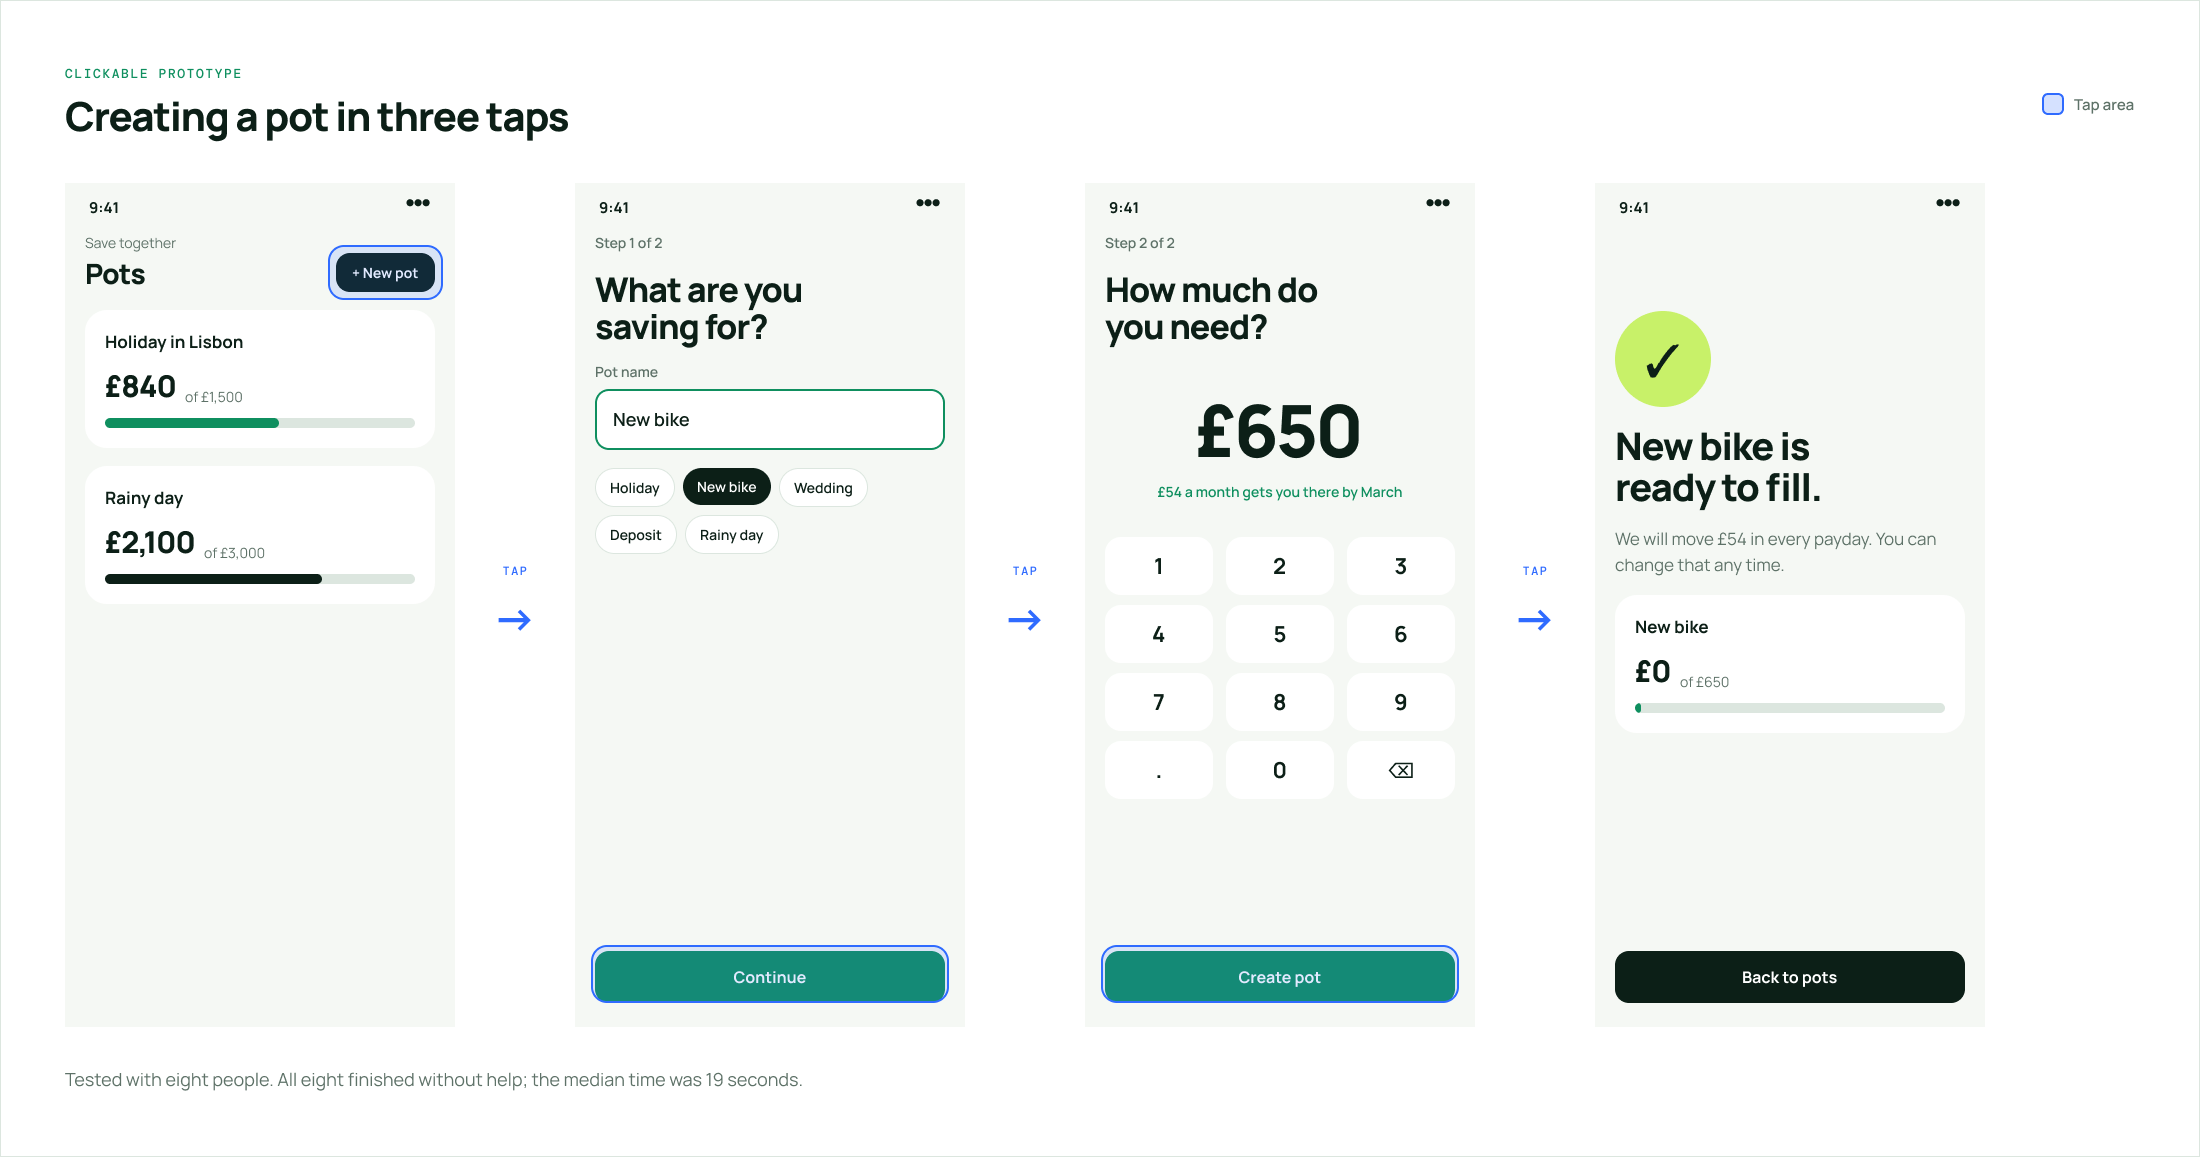 CLICKABLE PROTOTYPE
Creating a pot in three taps
Tap area
9:41
Save together
Pots
+ New pot
Holiday in Lisbon
£840 of £1,500
Rainy day
£2,100 of £3,000
TAP
9:41
Step 1 of 2
What are you
saving for?
Pot name
New bike
Holiday
New bike
Wedding
Deposit
Rainy day
Continue
TAP
9:41
Step 2 of 2
How much do
you need?
£650
£54 a month gets you there by March
1 2 3
4 5 6
7 8 9
. 0 ⌫
Create pot
TAP
9:41
✓
New bike is
ready to fill.
We will move £54 in every payday. You can
change that any time.
New bike
£0 of £650
Back to pots
Tested with eight people. All eight finished without help; the median time was 19 seconds.